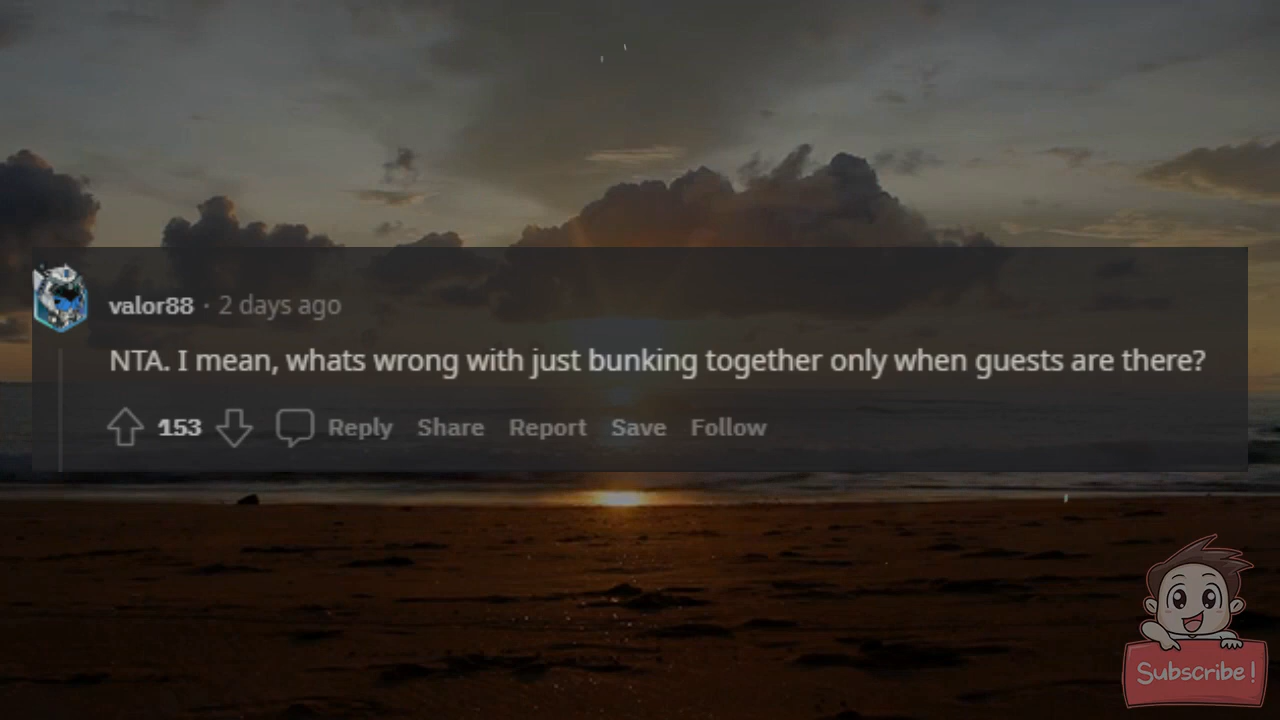 valor88 · 2 days ago
NTA. I mean, whats wrong with just bunking together only when guests are there?
153 Reply Share Report Save Follow
Subscribe!